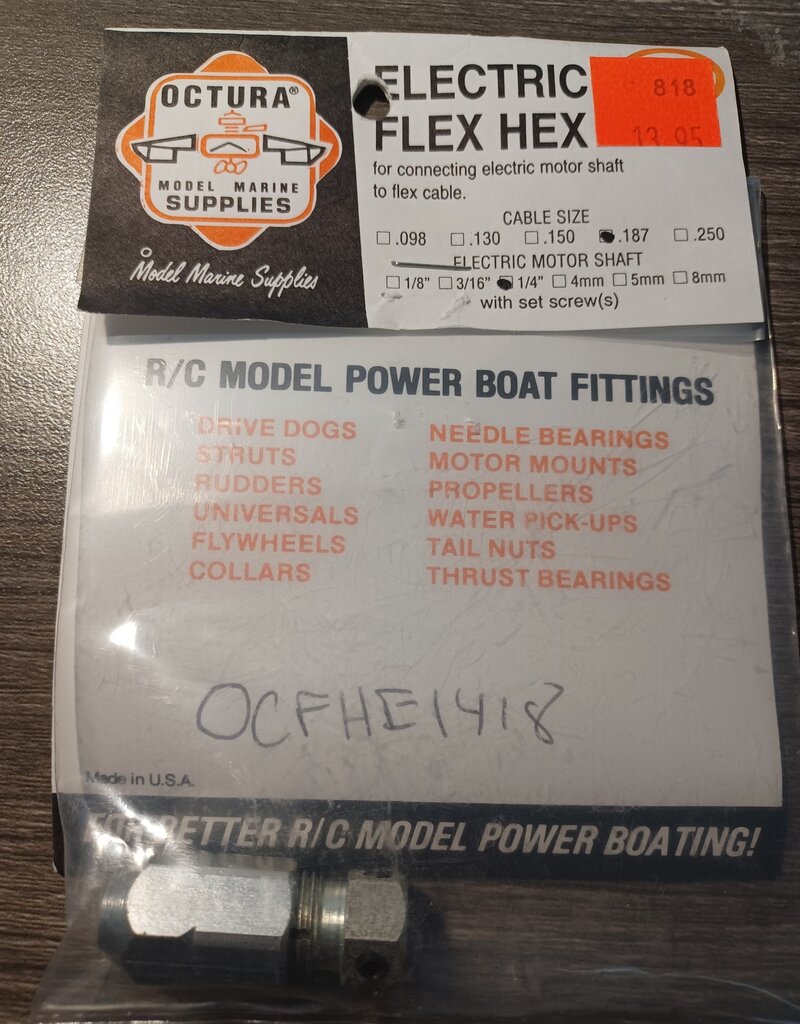 OCTURA®
MODEL MARINE
SUPPLIES
Model Marine Supplies
ELECTRIC
FLEX HEX
818
13 95
for connecting electric motor shaft
to flex cable.
CABLE SIZE
.098 .130 .150 .187 .250
ELECTRIC MOTOR SHAFT
1/8" 3/16" 1/4" 4mm 5mm 8mm
with set screw(s)
R/C MODEL POWER BOAT FITTINGS
DRIVE DOGS
STRUTS
RUDDERS
UNIVERSALS
FLYWHEELS
COLLARS
NEEDLE BEARINGS
MOTOR MOUNTS
PROPELLERS
WATER PICK-UPS
TAIL NUTS
THRUST BEARINGS
OCFHE1418
Made in U.S.A.
FOR BETTER R/C MODEL POWER BOATING!